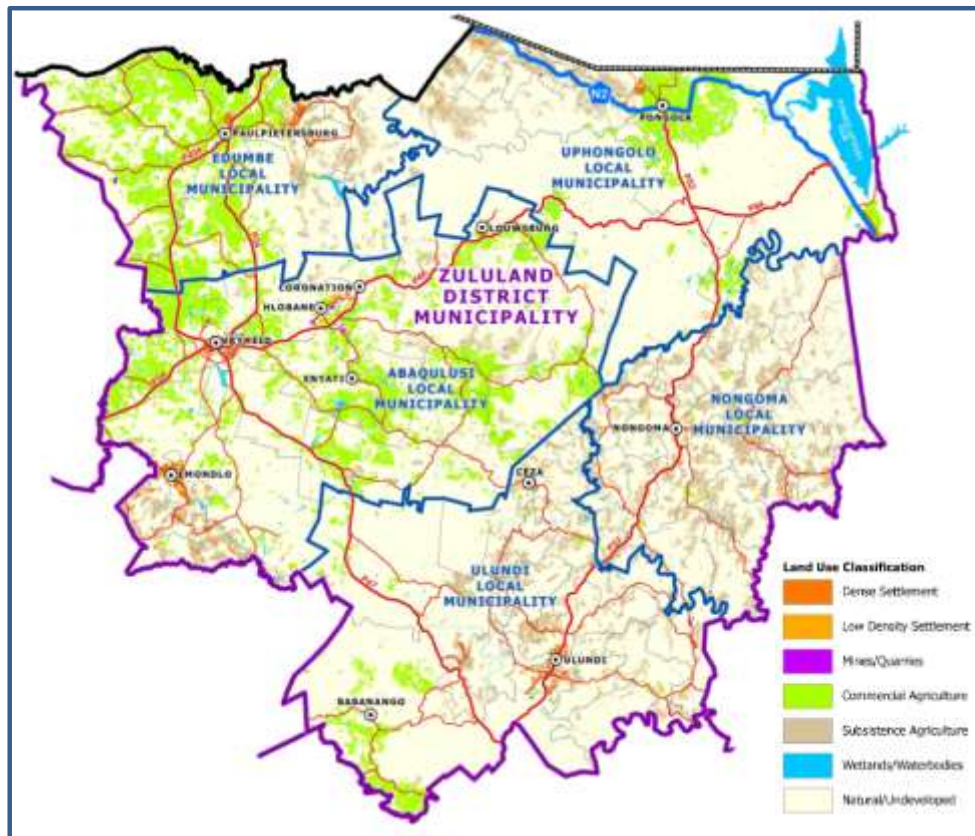 N2
PONGOLA
PAULPIETERSBURG
EDUMBE
LOCAL
MUNICIPALITY
UPHONGOLO
LOCAL
MUNICIPALITY
LOUWSBURG
CORONATION
HLOBANE
ZULULAND
DISTRICT
MUNICIPALITY
VRYHEID
ENYATI
ABAQULUSI
LOCAL
MUNICIPALITY
NONGOMA
LOCAL
MUNICIPALITY
NONGOMA
EMONDLO
CEZA
ULUNDI
LOCAL
MUNICIPALITY
ULUNDI
BABANANGO
Land Use Classification
Dense Settlement
Low Density Settlement
Mines/Quarries
Commercial Agriculture
Subsistence Agriculture
Wetlands/Waterbodies
Natural/Undeveloped